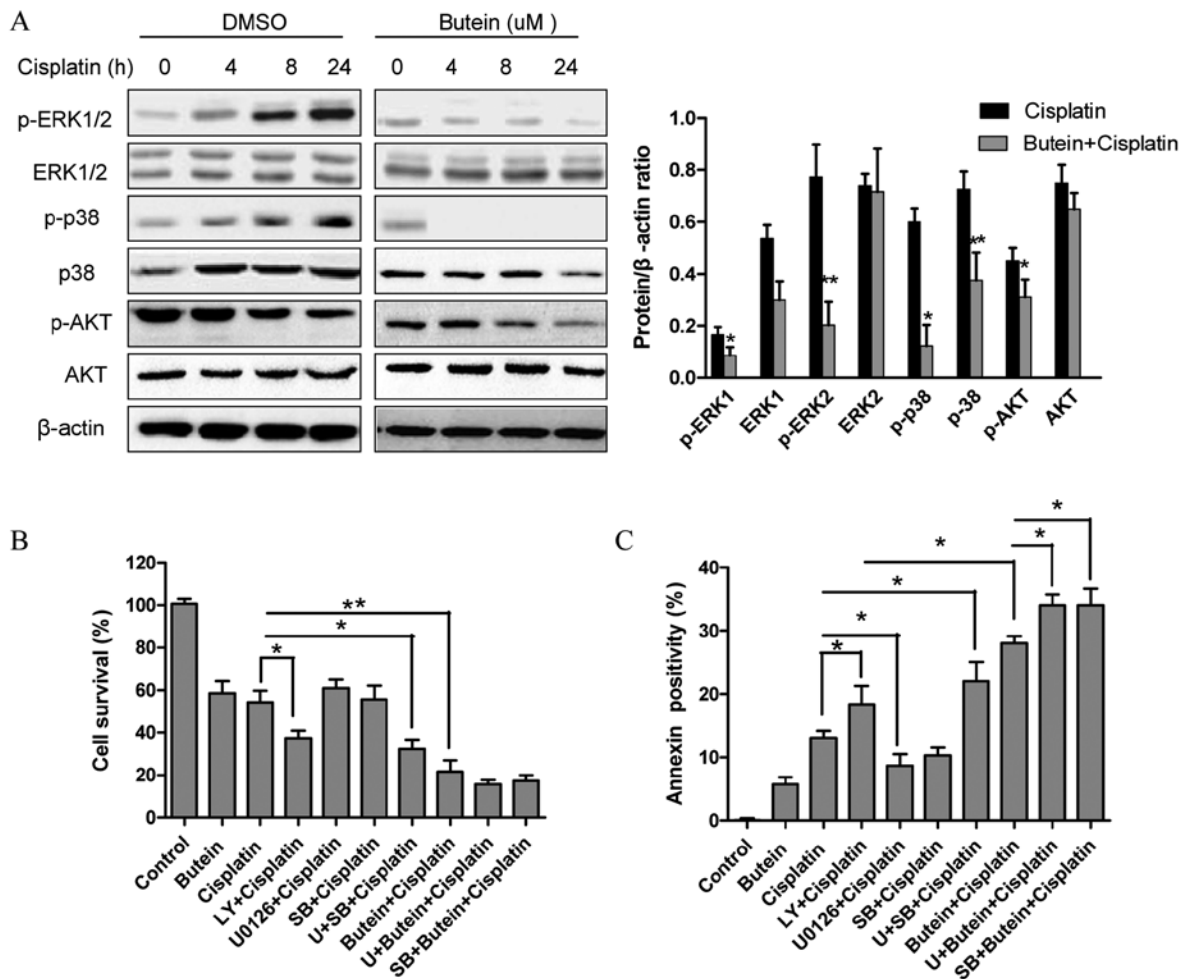 A
DMSO
Butein (uM )
Cisplatin (h) 0 4 8 24 0 4 8 24
p-ERK1/2
ERK1/2
p-p38
p38
p-AKT
AKT
β-actin
Cisplatin
Butein+Cisplatin
Protein/β-actin ratio
1.0
0.8
0.6
0.4
0.2
0.0
* ** * ** *
p-ERK1 ERK1 p-ERK2 ERK2 p-p38 p-38 p-AKT AKT
B
Cell survival (%)
120
100
80
60
40
20
0
**
*
*
Control Butein Cisplatin LY+Cisplatin U0126+Cisplatin SB+Cisplatin U+SB+Cisplatin Butein+Cisplatin U+Butein+Cisplatin SB+Butein+Cisplatin
C
Annexin positivity (%)
40
30
20
10
0
*
*
*
*
*
*
Control Butein Cisplatin LY+Cisplatin U0126+Cisplatin SB+Cisplatin U+SB+Cisplatin Butein+Cisplatin U+Butein+Cisplatin SB+Butein+Cisplatin